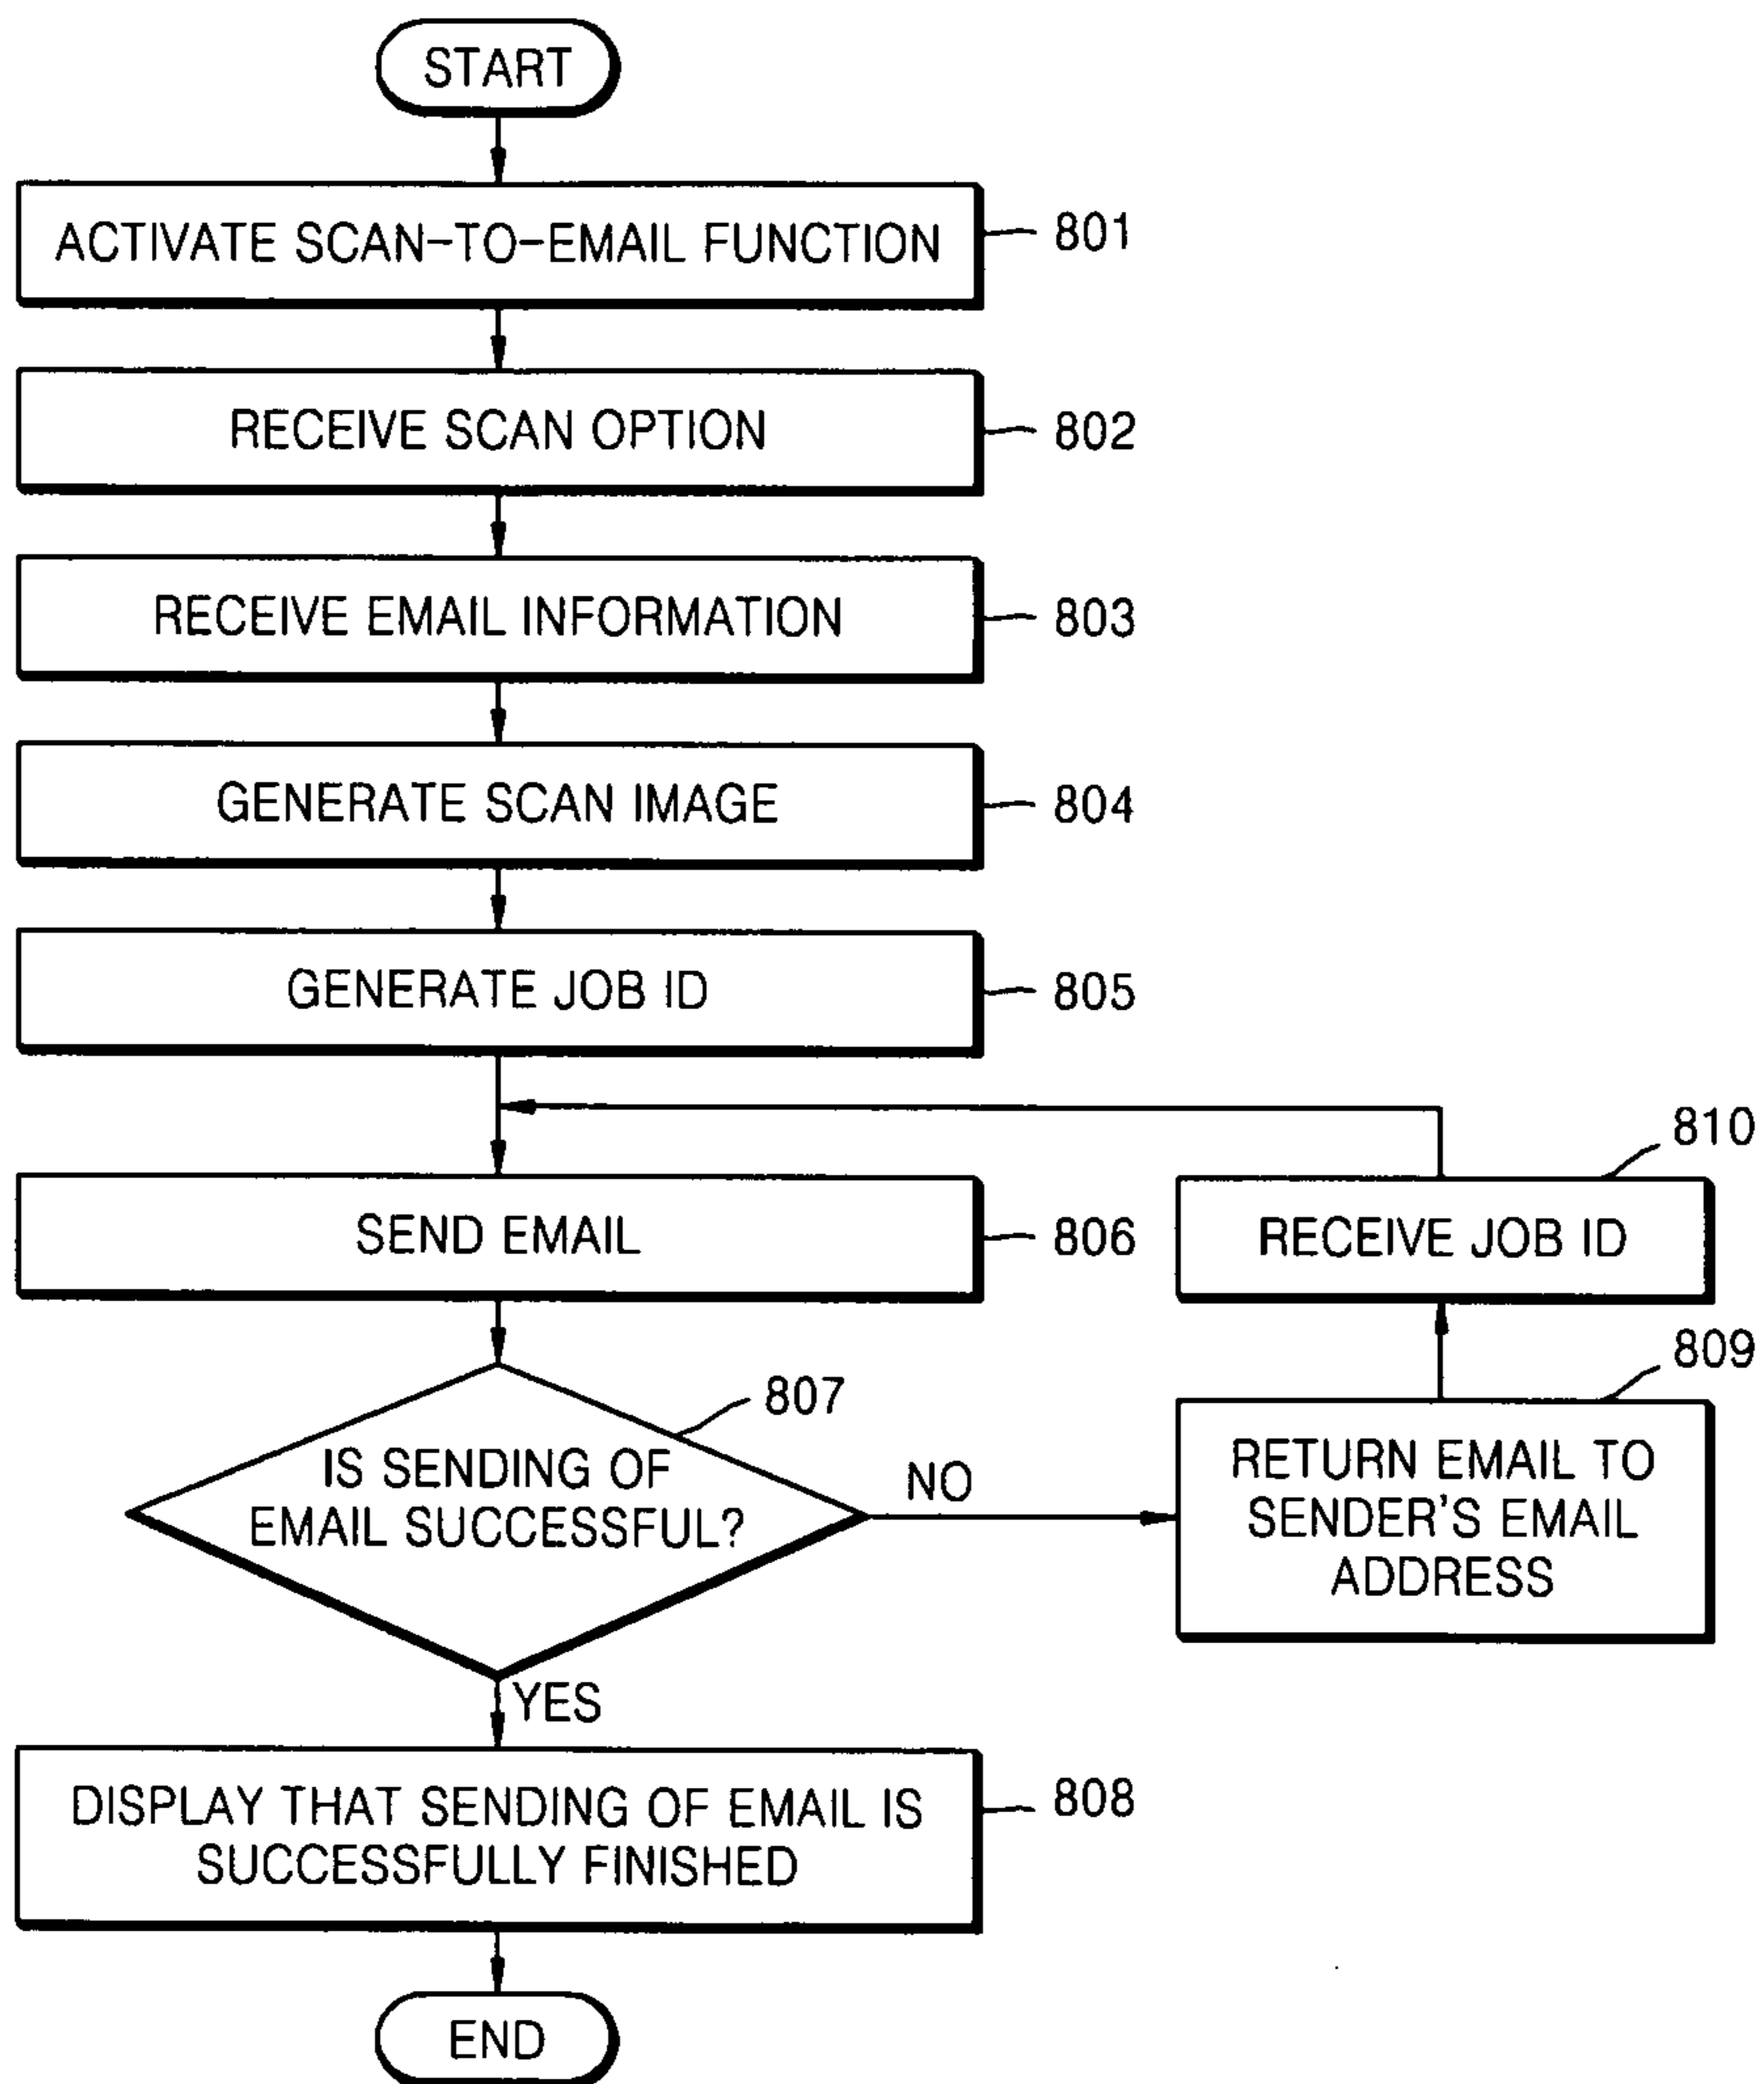 START
ACTIVATE SCAN-TO-EMAIL FUNCTION
801
RECEIVE SCAN OPTION
802
RECEIVE EMAIL INFORMATION
803
GENERATE SCAN IMAGE
804
GENERATE JOB ID
805
SEND EMAIL
806
RECEIVE JOB ID
810
IS SENDING OF
EMAIL SUCCESSFUL?
807
NO
RETURN EMAIL TO
SENDER'S EMAIL
ADDRESS
809
YES
DISPLAY THAT SENDING OF EMAIL IS
SUCCESSFULLY FINISHED
808
END